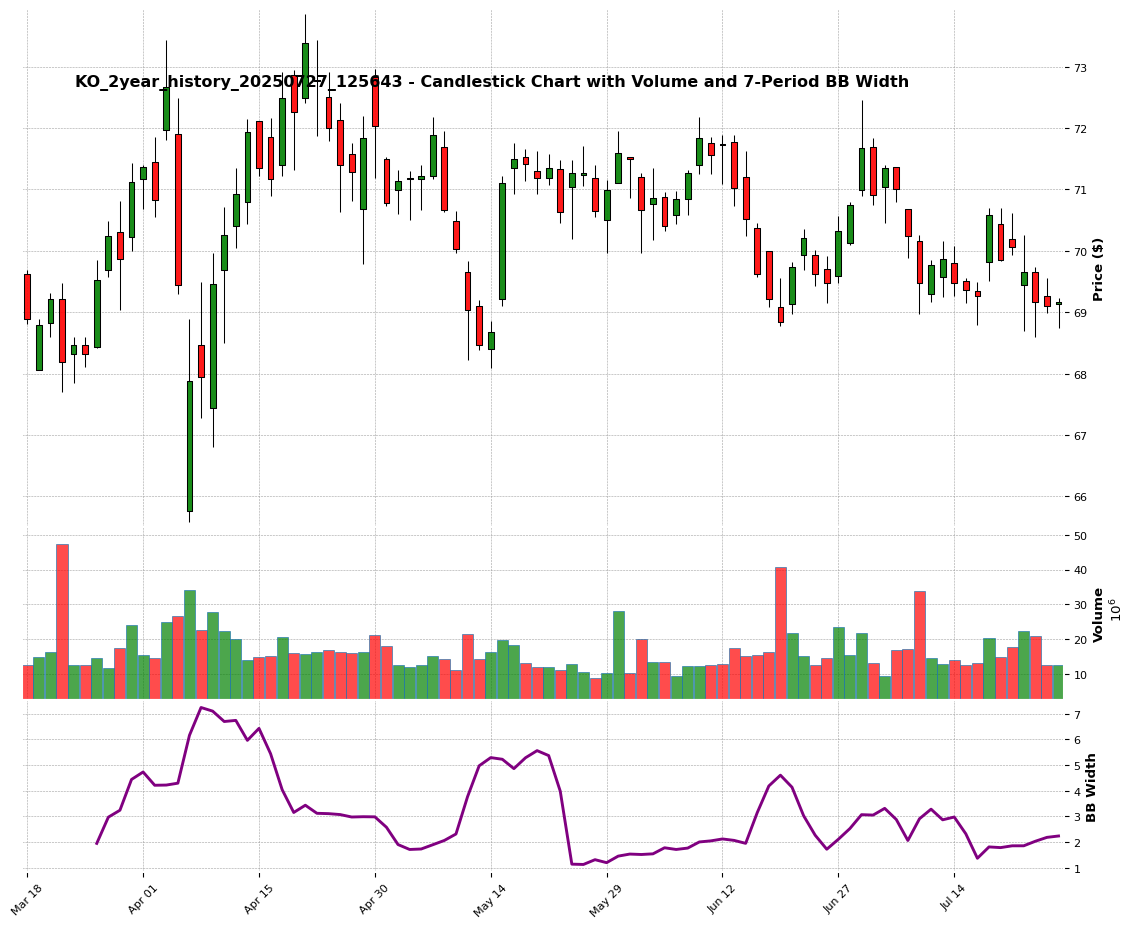 KO_2year_history_20250727_125643 - Candlestick Chart with Volume and 7-Period BB Width
73
72
71
70
69
68
67
66
Price ($)
50
40
30
20
10
Volume
10^6
7
6
5
4
3
2
1
BB Width
Mar 18
Apr 01
Apr 15
Apr 30
May 14
May 29
Jun 12
Jun 27
Jul 14